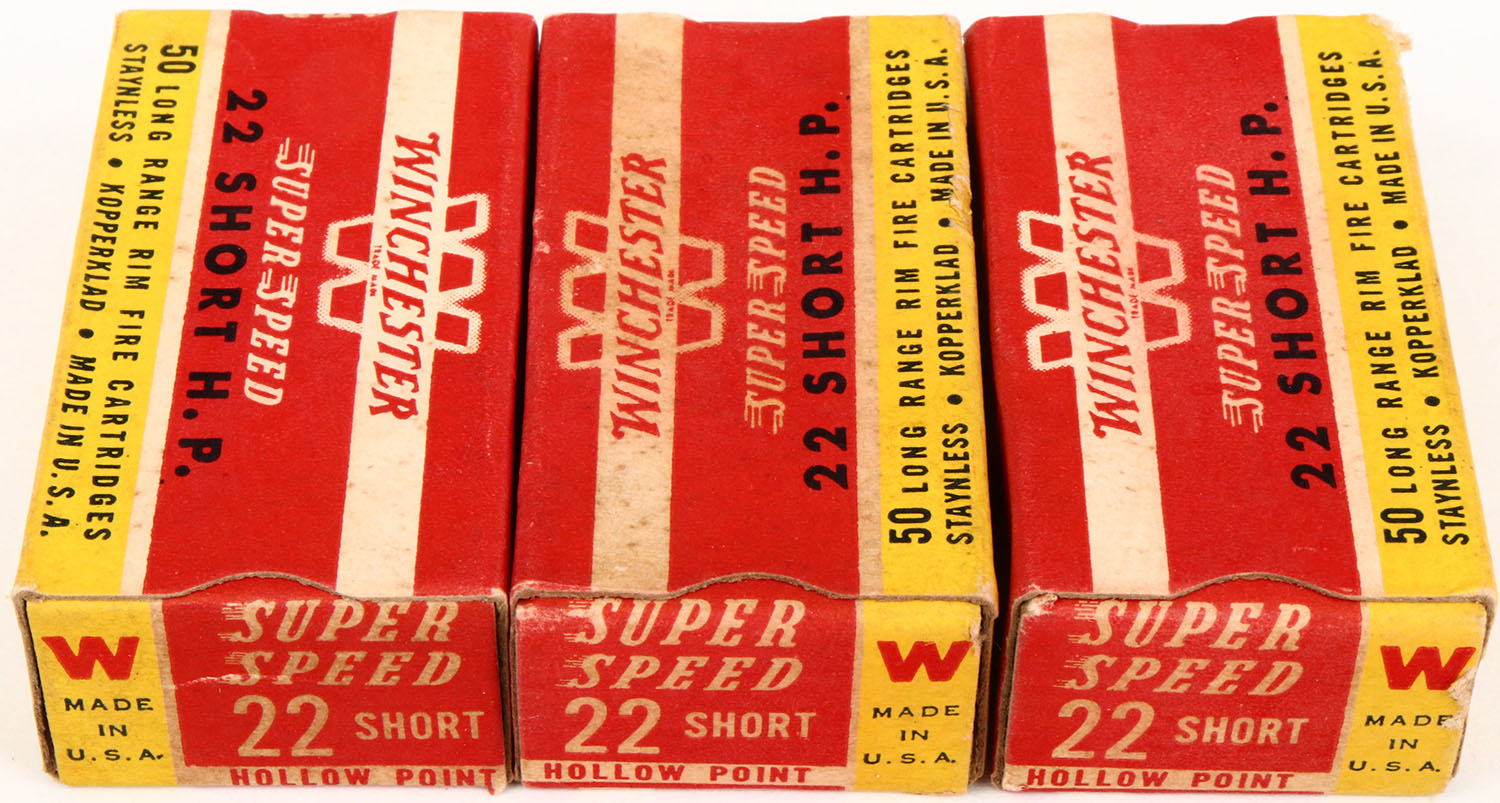 50 LONG RANGE RIM FIRE CARTRIDGES
STAYNLESS • KOPPERKLAD • MADE IN U.S.A.
22 SHORT H.P.
SUPER SPEED
W
WINCHESTER
TRADE MARK
W
MADE
IN
U.S.A.
SUPER
SPEED
22 SHORT
HOLLOW POINT
W
WINCHESTER
TRADE MARK
SUPER SPEED
22 SHORT H.P.
50 LONG RANGE RIM FIRE CARTRIDGES
STAYNLESS • KOPPERKLAD • MADE IN U.S.A.
SUPER
SPEED
22 SHORT
HOLLOW POINT
W
MADE
IN
U.S.A.
W
WINCHESTER
TRADE MARK
SUPER SPEED
22 SHORT H.P.
50 LONG RANGE RIM FIRE CARTRIDGES
STAYNLESS • KOPPERKLAD • MADE IN U.S.A.
SUPER
SPEED
22 SHORT
HOLLOW POINT
W
MADE
IN
U.S.A.